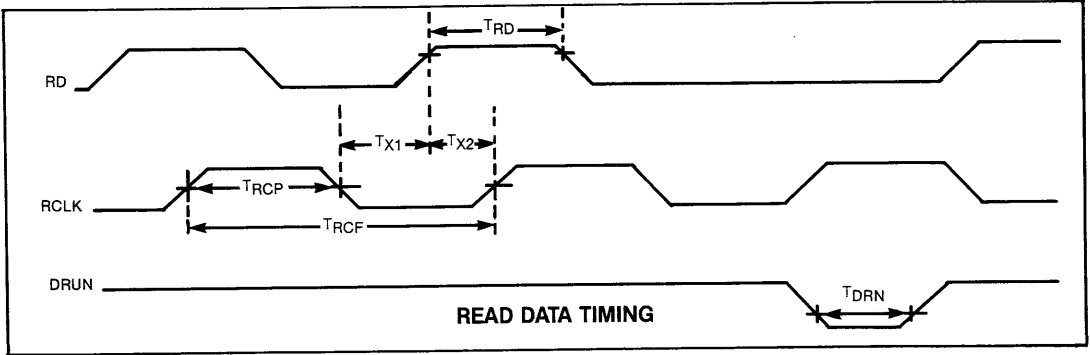 TRD
RD
TX1 TX2
TRCP
RCLK
TRCF
DRUN
TDRN
READ DATA TIMING